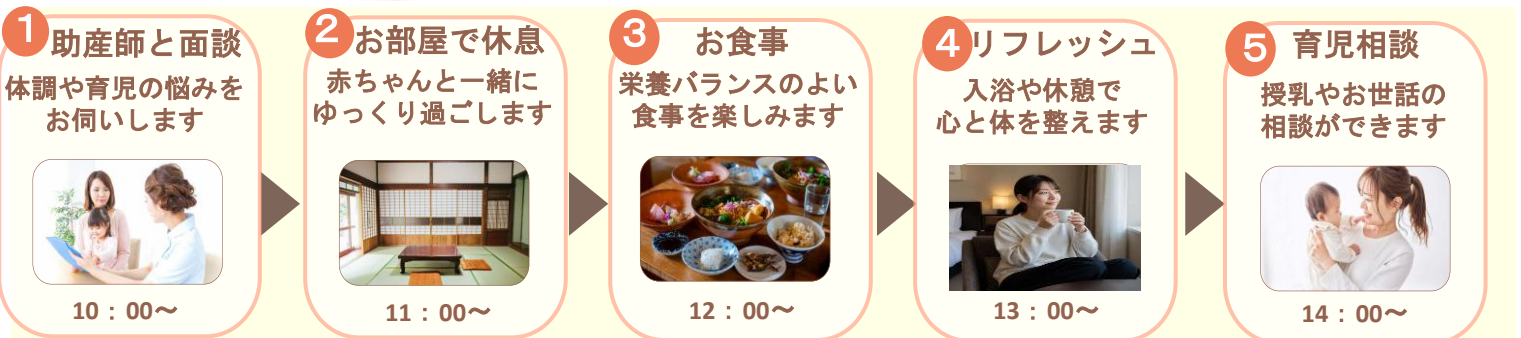 1 助産師と面談
体調や育児の悩みを
お伺いします
10：00～
2 お部屋で休息
赤ちゃんと一緒に
ゆっくり過ごします
11：00～
3 お食事
栄養バランスのよい
食事を楽しみます
12：00～
4 リフレッシュ
入浴や休憩で
心と体を整えます
13：00～
5 育児相談
授乳やお世話の
相談ができます
14：00～